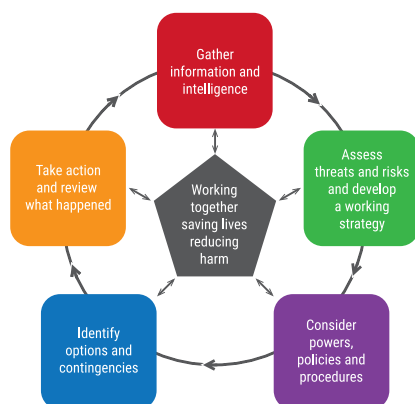 Gather
information and
intelligence
Assess
threats and risks
and develop
a working
strategy
Consider
powers,
policies and
procedures
Identify
options and
contingencies
Take action
and review
what happened
Working
together
saving lives
reducing
harm